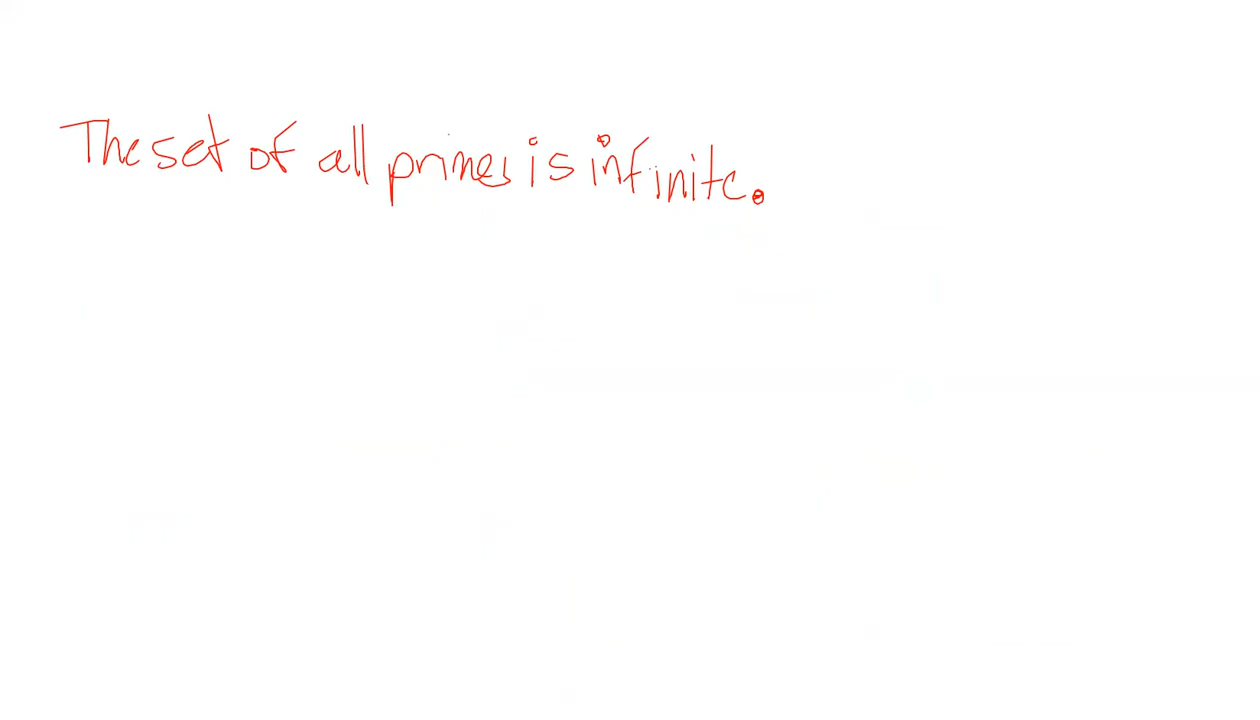 The set of all primes is infinite.